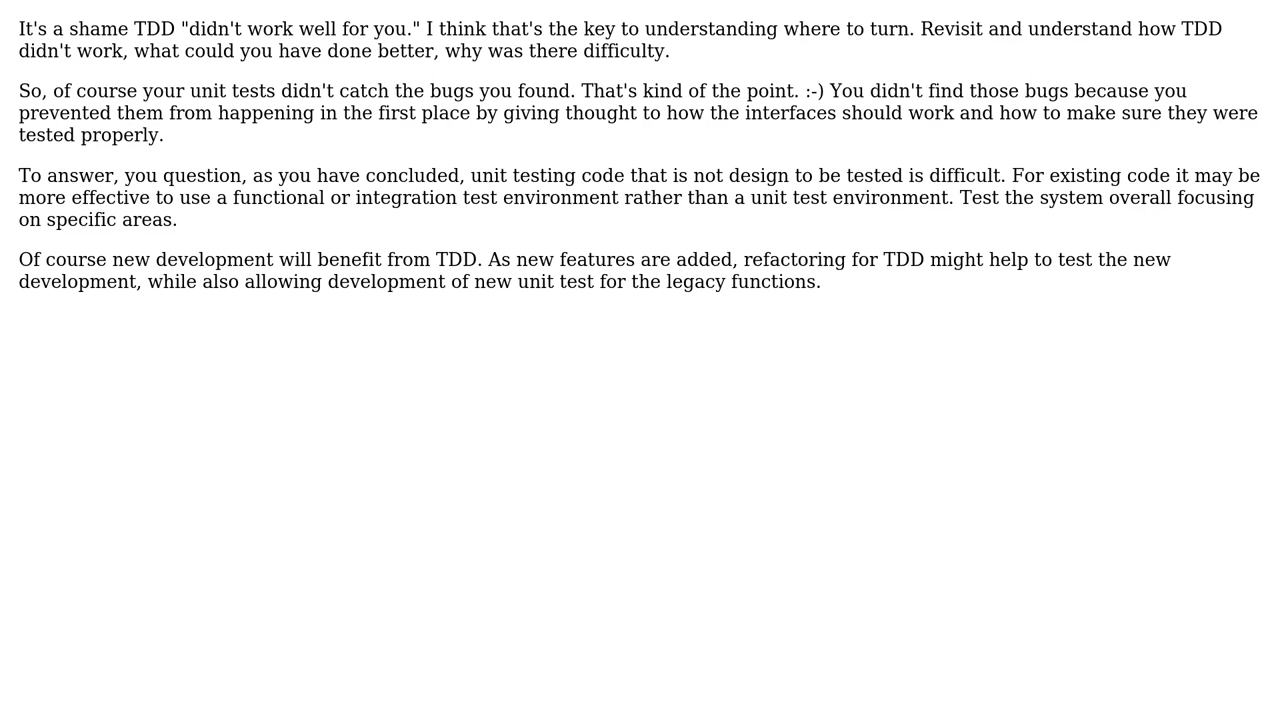 It's a shame TDD "didn't work well for you." I think that's the key to understanding where to turn. Revisit and understand how TDD
didn't work, what could you have done better, why was there difficulty.
So, of course your unit tests didn't catch the bugs you found. That's kind of the point. :-) You didn't find those bugs because you
prevented them from happening in the first place by giving thought to how the interfaces should work and how to make sure they were
tested properly.
To answer, you question, as you have concluded, unit testing code that is not design to be tested is difficult. For existing code it may be
more effective to use a functional or integration test environment rather than a unit test environment. Test the system overall focusing
on specific areas.
Of course new development will benefit from TDD. As new features are added, refactoring for TDD might help to test the new
development, while also allowing development of new unit test for the legacy functions.